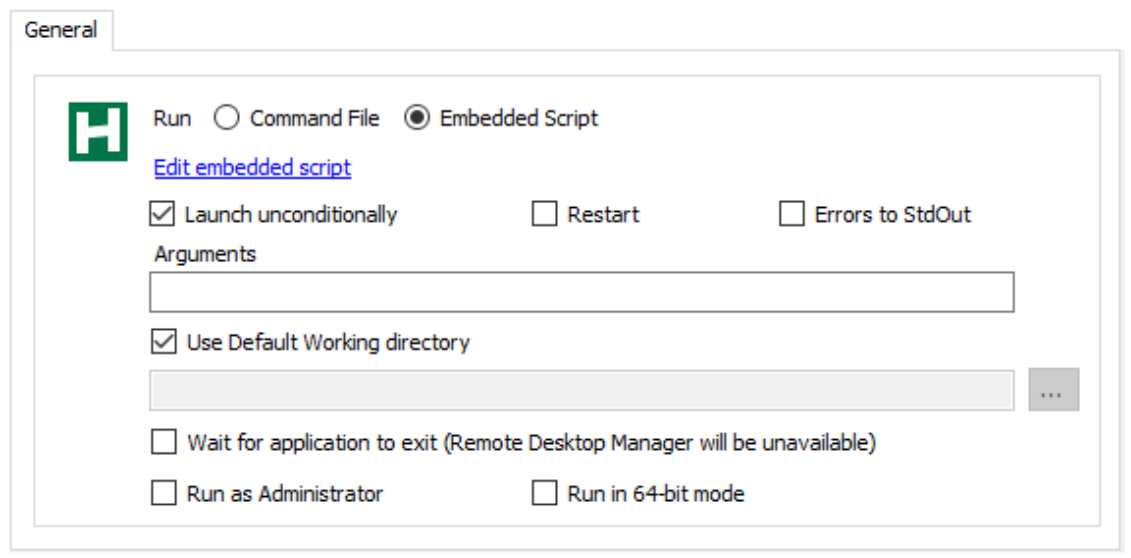 General
Run Command File Embedded Script
Edit embedded script
Launch unconditionally Restart Errors to StdOut
Arguments
Use Default Working directory
...
Wait for application to exit (Remote Desktop Manager will be unavailable)
Run as Administrator Run in 64-bit mode